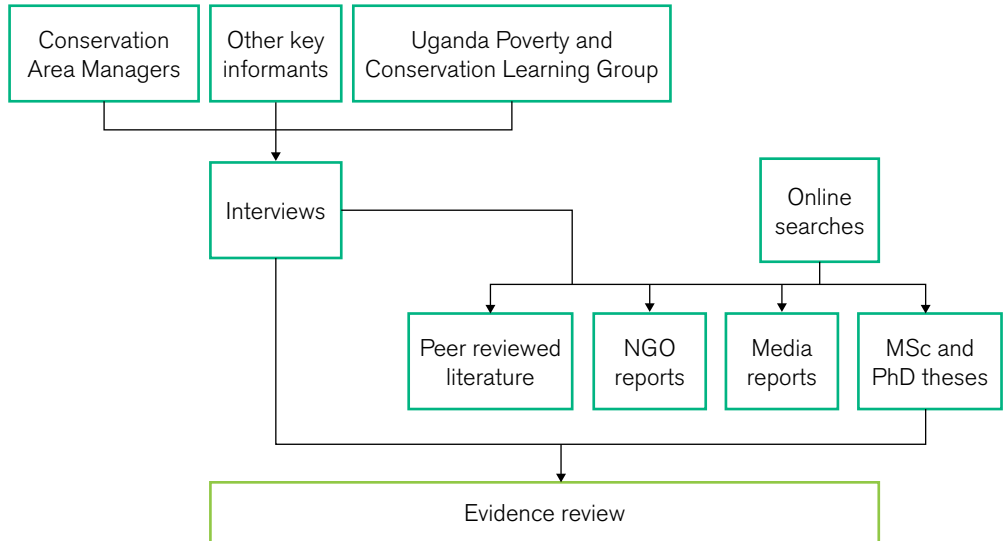 Conservation
Area Managers
Other key
informants
Uganda Poverty and
Conservation Learning Group
Interviews
Online
searches
Peer reviewed
literature
NGO
reports
Media
reports
MSc and
PhD theses
Evidence review